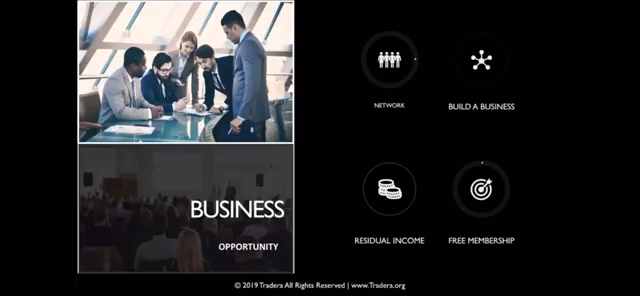 NETWORK
BUILD A BUSINESS
BUSINESS
OPPORTUNITY
RESIDUAL INCOME
FREE MEMBERSHIP
© 2019 Tradera All Rights Reserved | www.Tradera.org